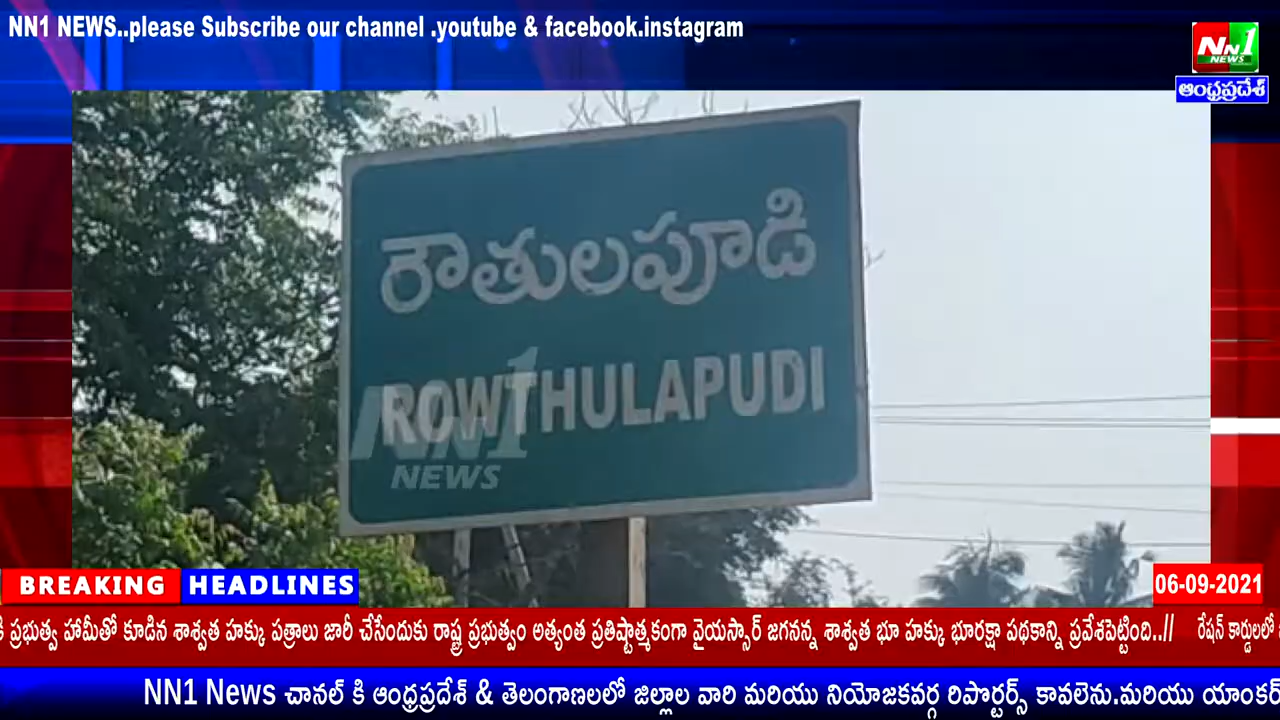 NN1 NEWS..please Subscribe our channel .youtube & facebook.instagram
NN1
NEWS
ఆంధ్రప్రదేశ్
రౌతులపూడి
ROWTHULAPUDI
NN1
NEWS
BREAKING HEADLINES
06-09-2021
ప్రభుత్వ హామీతో కూడిన శాశ్వత హక్కు పత్రాలు జారీ చేసేందుకు రాష్ట్ర ప్రభుత్వం అత్యంత ప్రతిష్టాత్మకంగా వైయస్సార్ జగనన్న శాశ్వత భూ హక్కు భూరక్షా పథకాన్ని ప్రవేశపెట్టింది..// రేషన్ కార్డులలో
NN1 News చానల్ కి ఆంధ్రప్రదేశ్ & తెలంగాణలలో జిల్లాల వారి మరియు నియోజకవర్గ రిపొర్టర్స్ కావలెను.మరియు యాంకర్